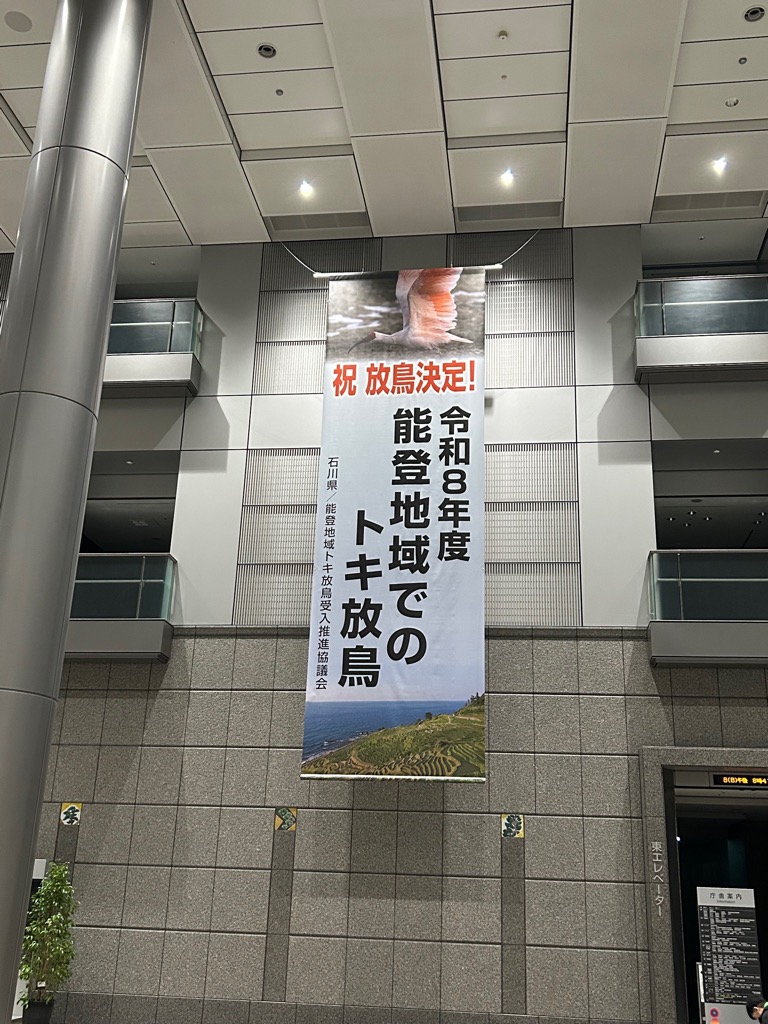 祝 放鳥決定!
令和8年度
能登地域での
トキ放鳥
石川県／能登地域トキ放鳥受入推進協議会
東エレベーター
庁舎案内
Information